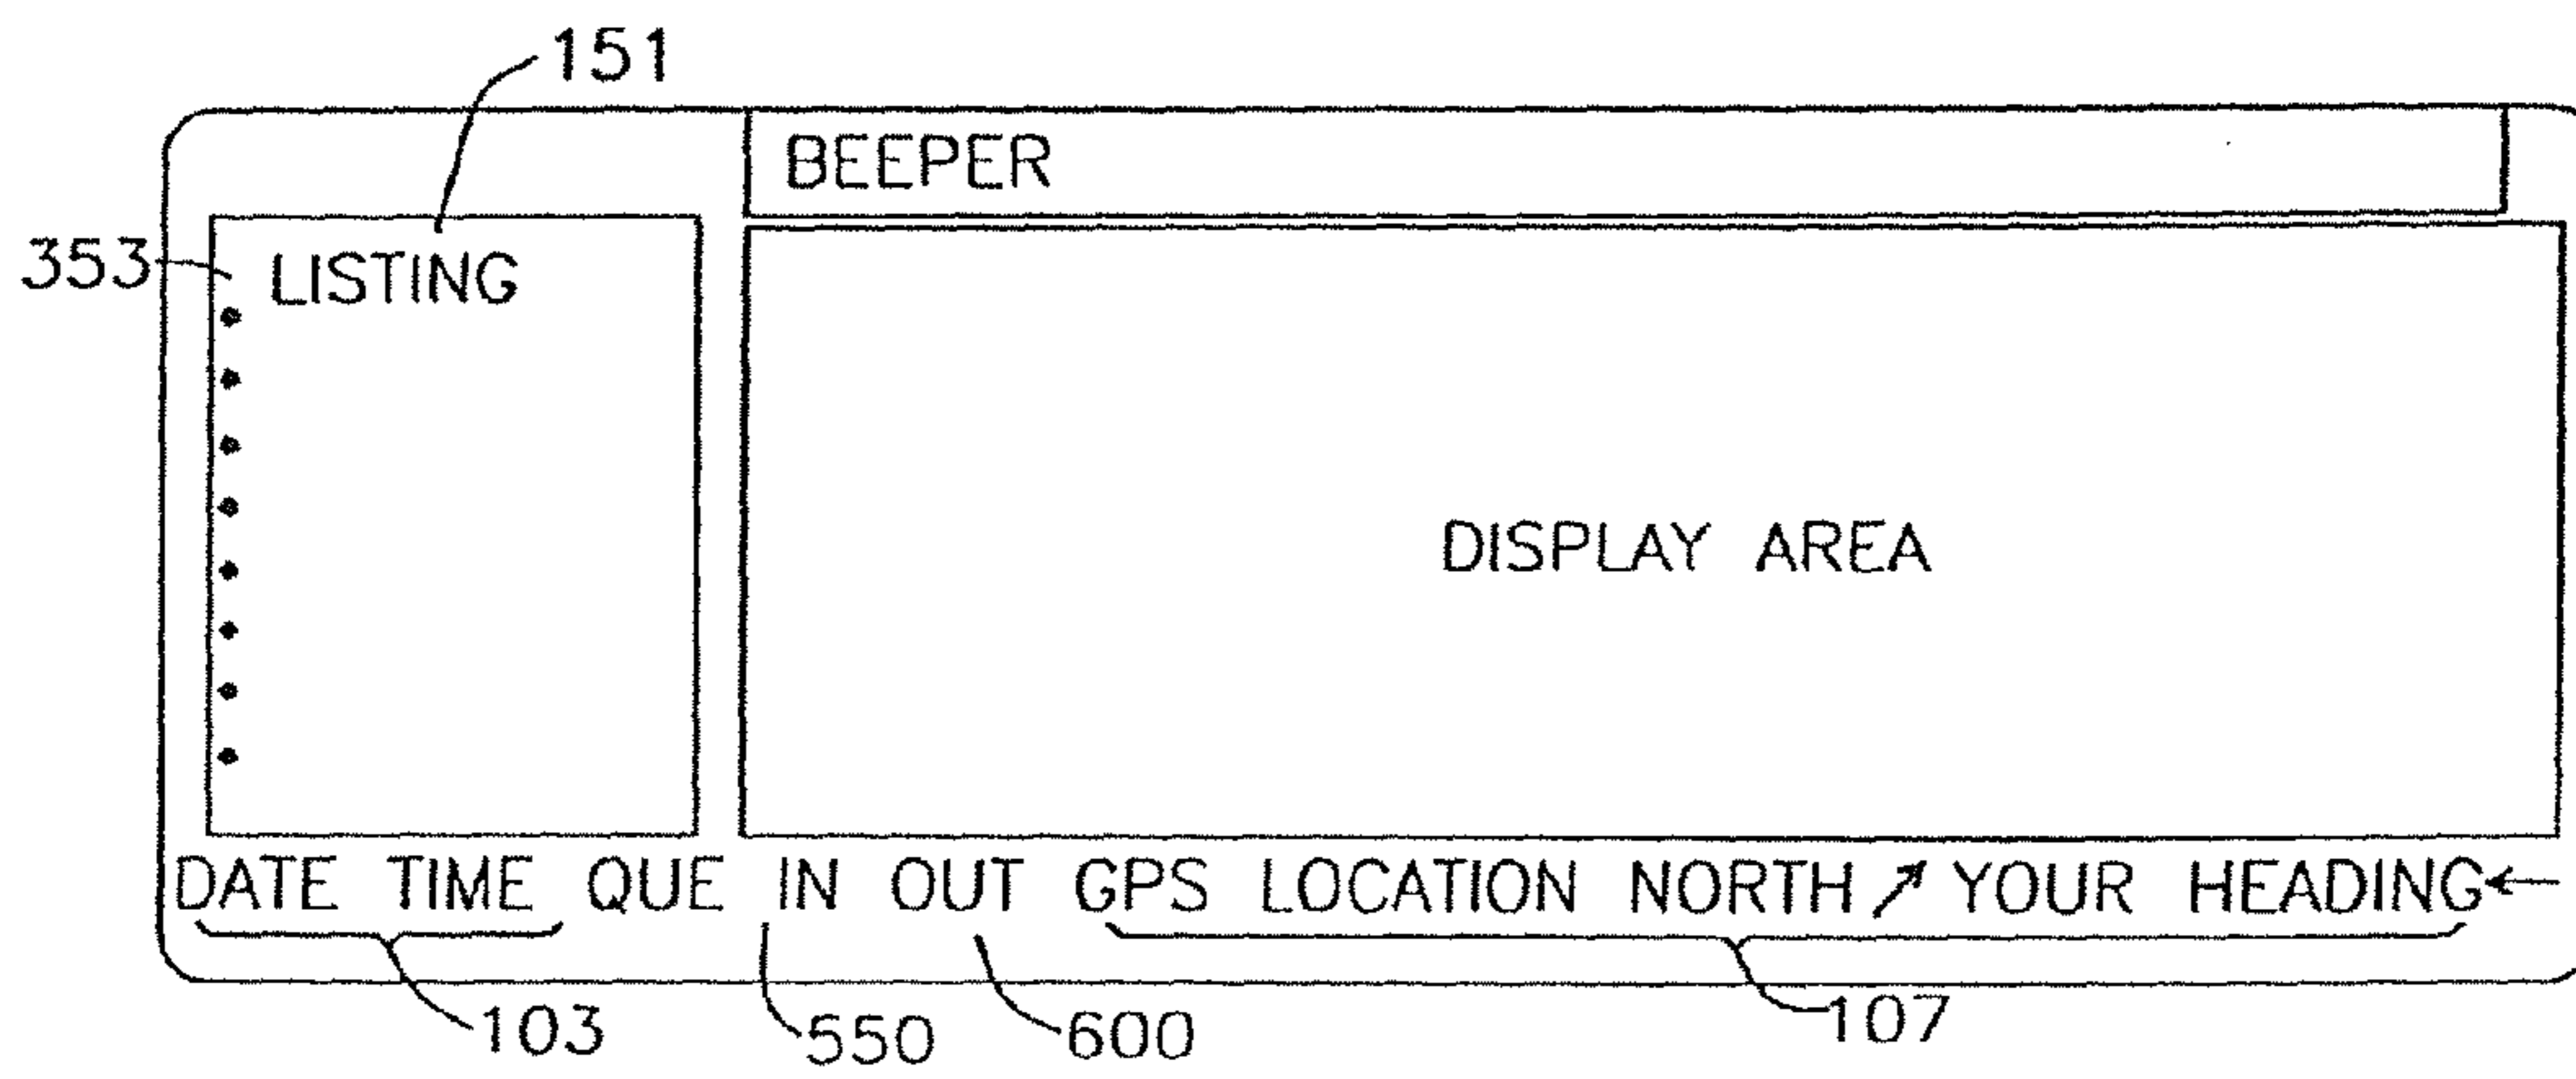 151
BEEPER
353 LISTING
DISPLAY AREA
DATE TIME QUE IN OUT GPS LOCATION NORTH ↗ YOUR HEADING ←
103 550 600 107